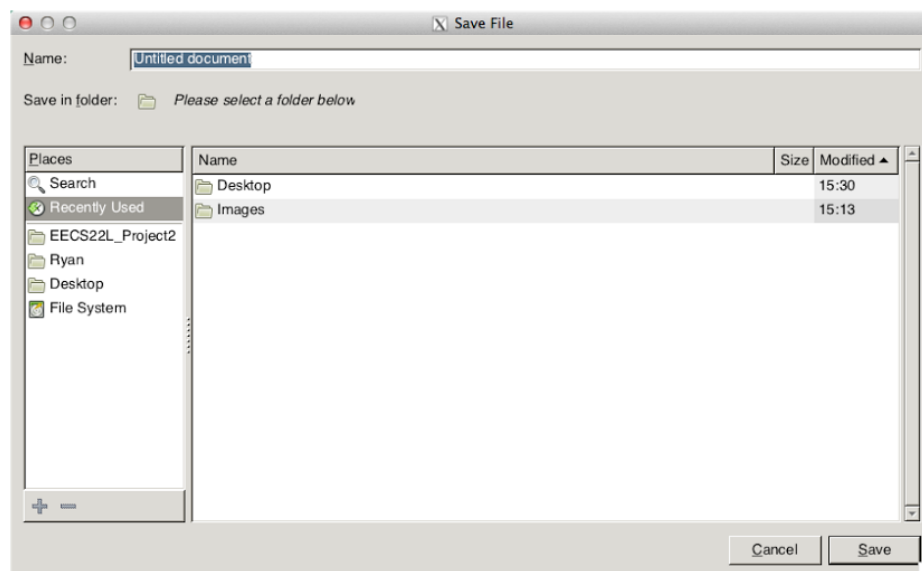 Save File
Name: Untitled document
Save in folder: Please select a folder below
Places
Search
Recently Used
EECS22L_Project2
Ryan
Desktop
File System
Name Size Modified
Desktop 15:30
Images 15:13
Cancel Save